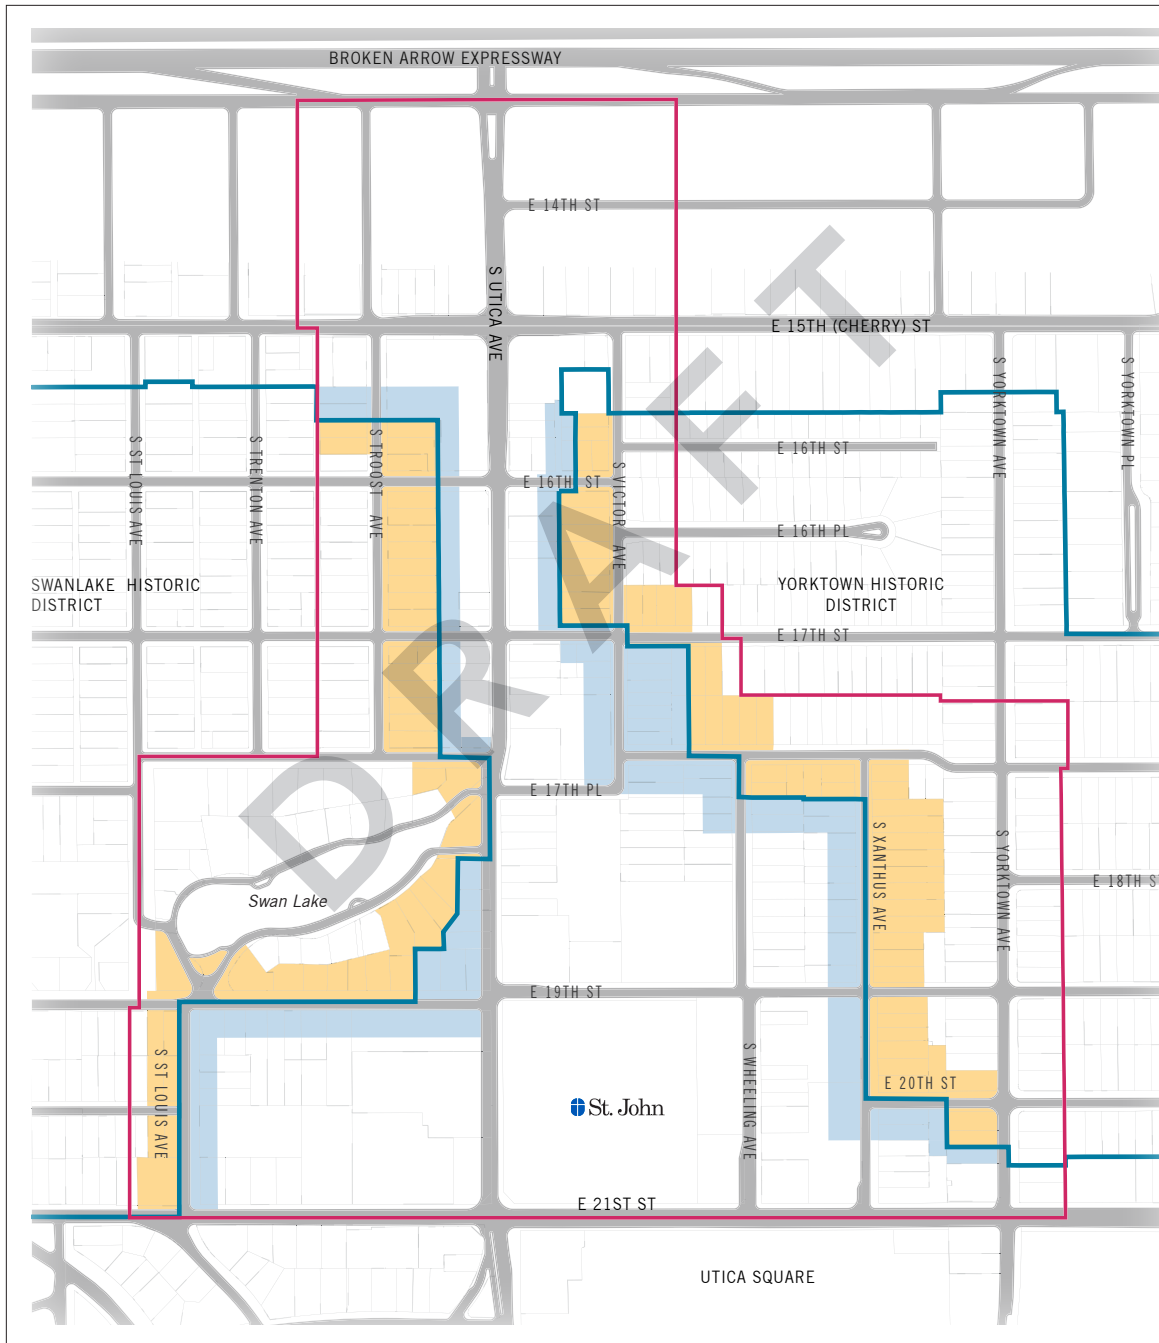 BROKEN ARROW EXPRESSWAY
E 14TH ST
S UTICA AVE
E 15TH (CHERRY) ST
S ST LOUIS AVE
S TRENTON AVE
S TROOST AVE
S VICTOR AVE
S YORKTOWN AVE
S YORKTOWN PL
E 16TH ST
E 16TH ST
E 16TH PL
SWANLAKE HISTORIC
DISTRICT
YORKTOWN HISTORIC
DISTRICT
E 17TH ST
DRAFT
E 17TH PL
S XANTHUS AVE
S YORKTOWN AVE
E 18TH S
Swan Lake
E 19TH ST
S ST LOUIS AVE
S WHEELING AVE
E 20TH ST
St. John
E 21ST ST
UTICA SQUARE